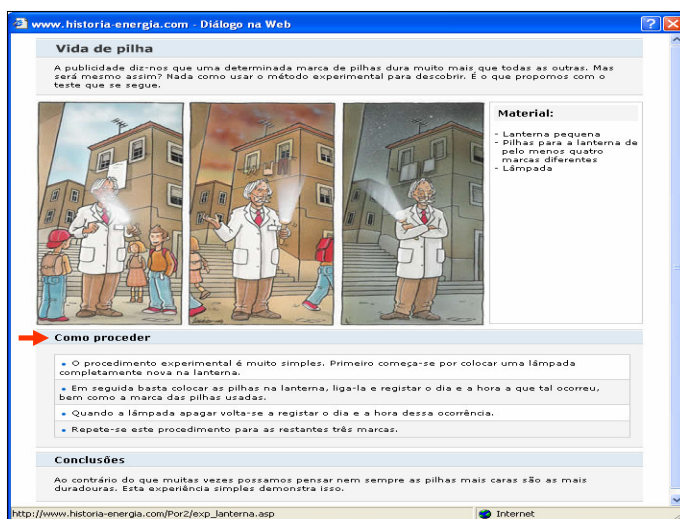 www.historia-energia.com - Diálogo na Web
Vida de pilha
A publicidade diz-nos que uma determinada marca de pilhas dura muito mais que todas as outras. Mas
será mesmo assim? Nada como usar o método experimental para descobrir. É o que propomos com o
teste que se segue.
Material:
- Lanterna pequena
- Pilhas para a lanterna de
pelo menos quatro
marcas diferentes
- Lâmpada
Como proceder
• O procedimento experimental é muito simples. Primeiro começa-se por colocar uma lâmpada
completamente nova na lanterna.
• Em seguida basta colocar as pilhas na lanterna, liga-la e registar o dia e a hora a que tal ocorreu,
bem como a marca das pilhas usadas.
• Quando a lâmpada apagar volta-se a registar o dia e a hora dessa ocorrência.
• Repete-se este procedimento para as restantes três marcas.
Conclusões
Ao contrário do que muitas vezes possamos pensar nem sempre as pilhas mais caras são as mais
duradouras. Esta experiência simples demonstra isso.
http://www.historia-energia.com/Por2/exp_lanterna.asp
Internet